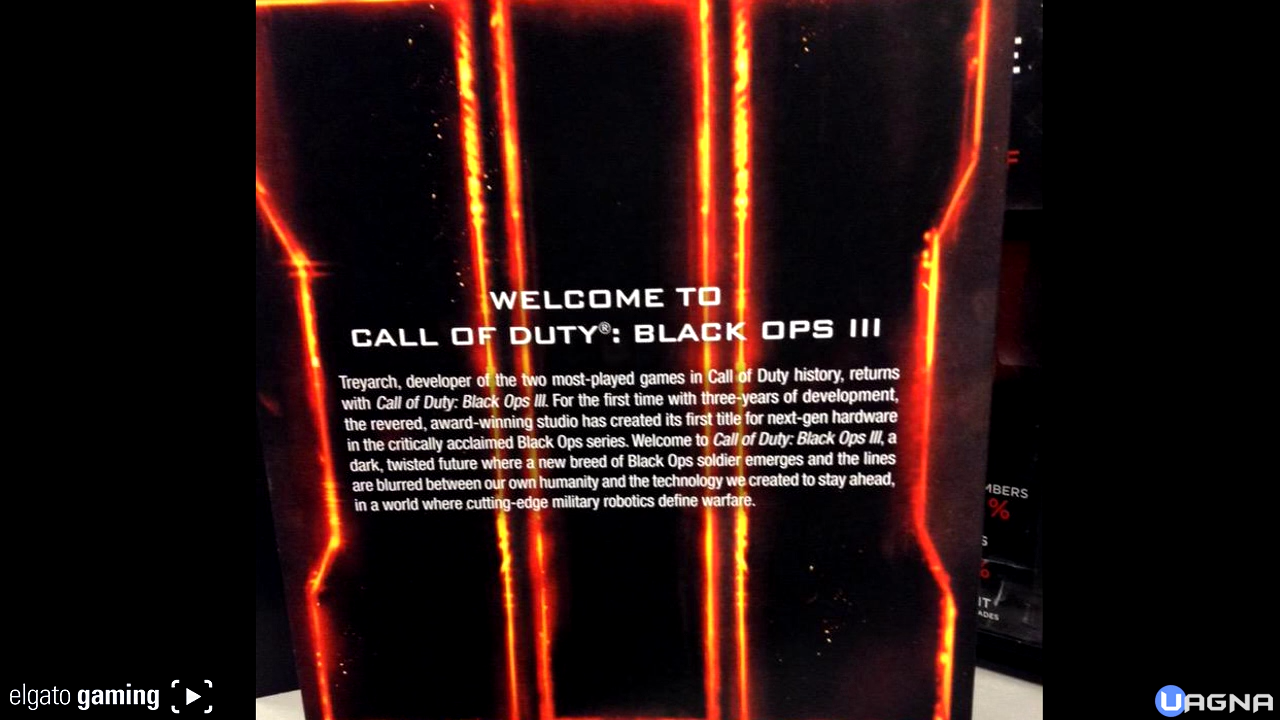 WELCOME TO
CALL OF DUTY®: BLACK OPS III
Treyarch, developer of the two most-played games in Call of Duty history, returns
with Call of Duty: Black Ops III. For the first time with three-years of development,
the revered, award-winning studio has created its first title for next-gen hardware
in the critically acclaimed Black Ops series. Welcome to Call of Duty: Black Ops III, a
dark, twisted future where a new breed of Black Ops soldier emerges and the lines
are blurred between our own humanity and the technology we created to stay ahead,
in a world where cutting-edge military robotics define warfare.
%
elgato gaming
UAGNA